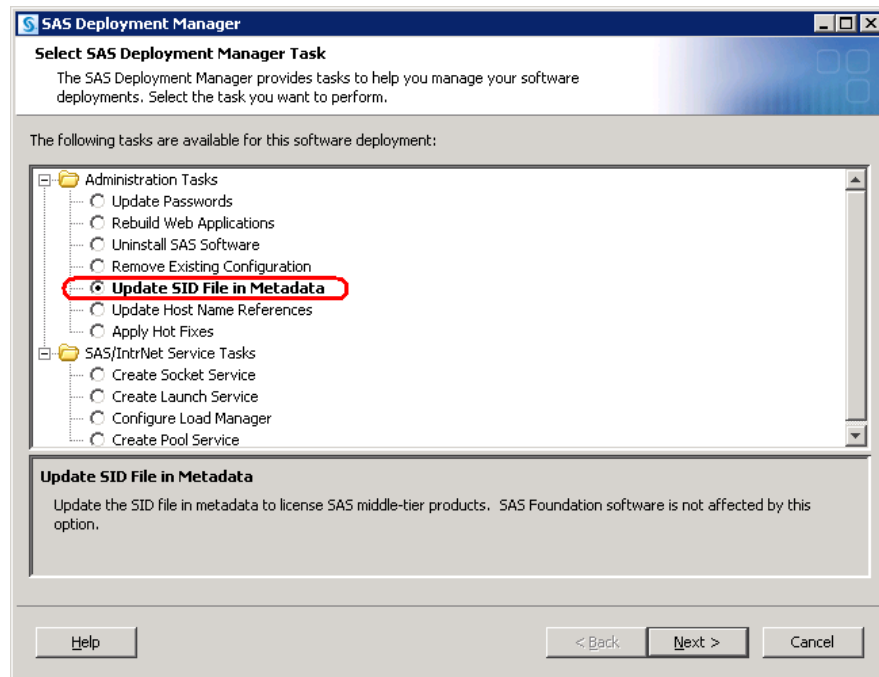 SAS Deployment Manager
Select SAS Deployment Manager Task
The SAS Deployment Manager provides tasks to help you manage your software
deployments. Select the task you want to perform.
The following tasks are available for this software deployment:
Administration Tasks
Update Passwords
Rebuild Web Applications
Uninstall SAS Software
Remove Existing Configuration
Update SID File in Metadata
Update Host Name References
Apply Hot Fixes
SAS/IntrNet Service Tasks
Create Socket Service
Create Launch Service
Configure Load Manager
Create Pool Service
Update SID File in Metadata
Update the SID file in metadata to license SAS middle-tier products. SAS Foundation software is not affected by this
option.
Help
< Back
Next >
Cancel